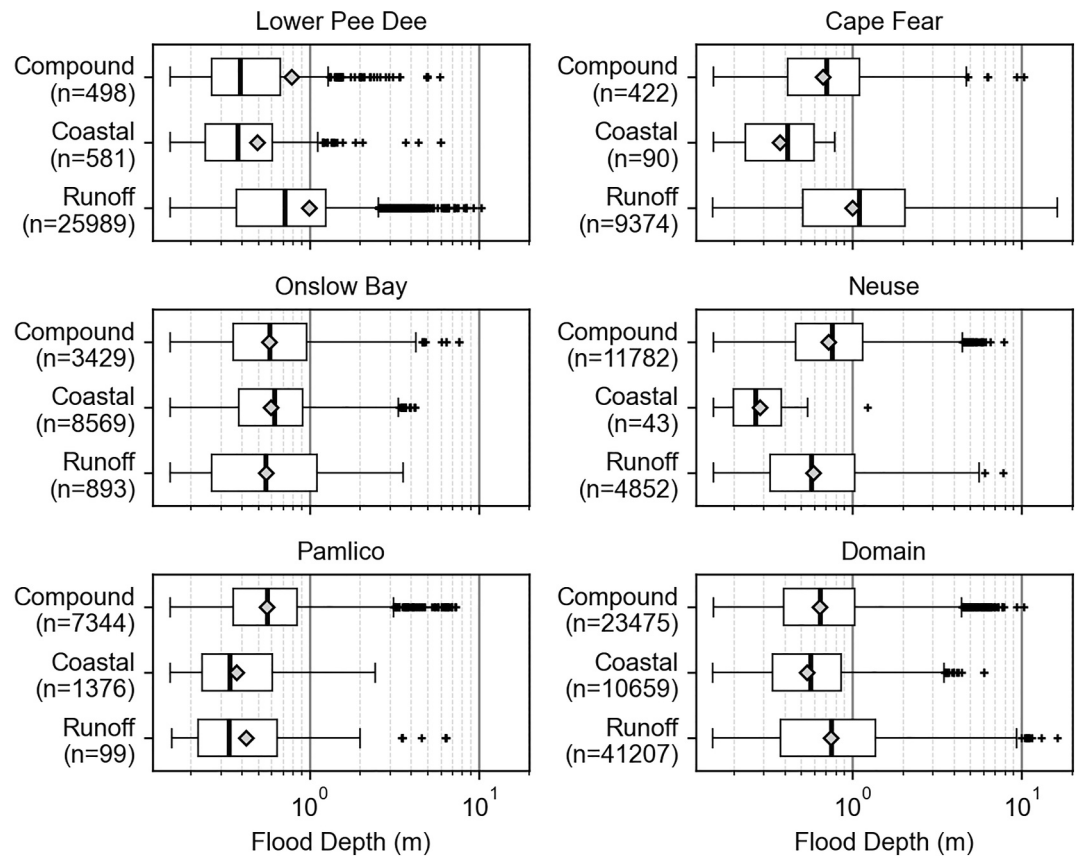 Lower Pee Dee
Compound
(n=498)
Coastal
(n=581)
Runoff
(n=25989)
Cape Fear
Compound
(n=422)
Coastal
(n=90)
Runoff
(n=9374)
Onslow Bay
Compound
(n=3429)
Coastal
(n=8569)
Runoff
(n=893)
Neuse
Compound
(n=11782)
Coastal
(n=43)
Runoff
(n=4852)
Pamlico
Compound
(n=7344)
Coastal
(n=1376)
Runoff
(n=99)
10⁰ 10¹
Flood Depth (m)
Domain
Compound
(n=23475)
Coastal
(n=10659)
Runoff
(n=41207)
10⁰ 10¹
Flood Depth (m)